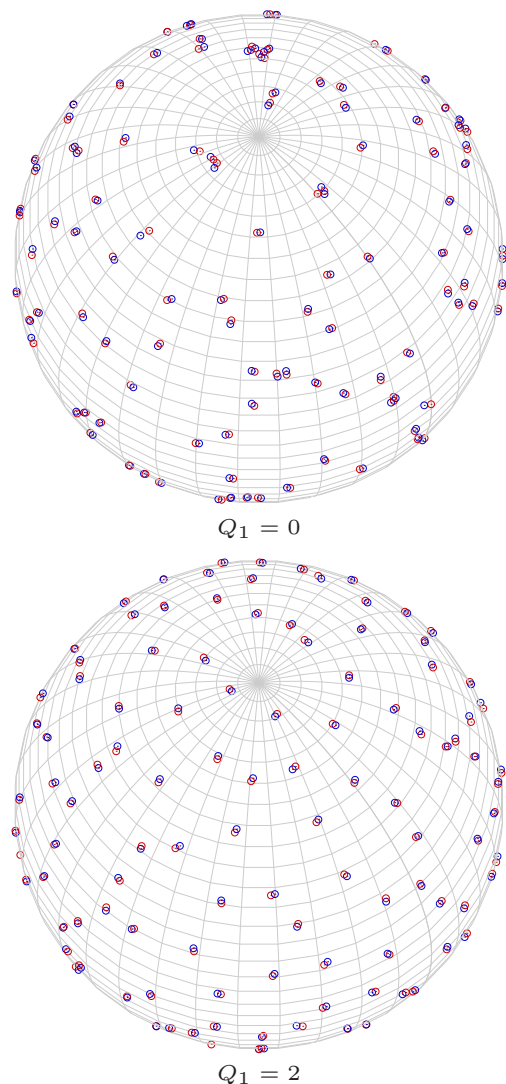 Q₁ = 0
Q₁ = 2